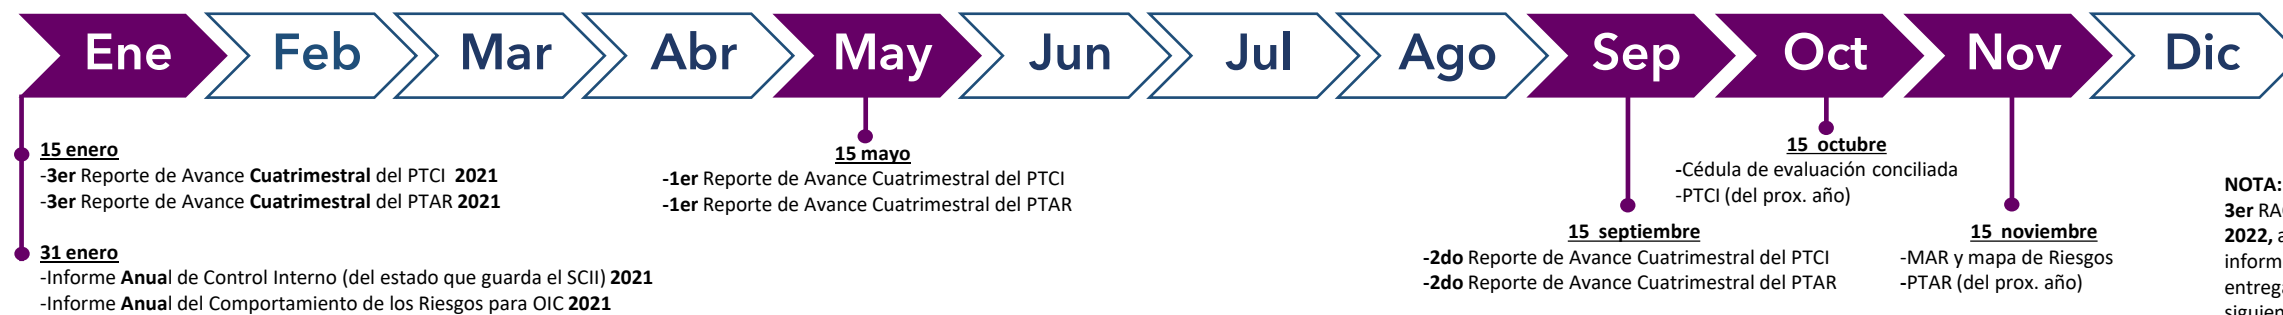 Ene Feb Mar Abr May Jun Jul Ago Sep Oct Nov Dic
15 enero
-3er Reporte de Avance Cuatrimestral del PTCI 2021
-3er Reporte de Avance Cuatrimestral del PTAR 2021
31 enero
-Informe Anual de Control Interno (del estado que guarda el SCII) 2021
-Informe Anual del Comportamiento de los Riesgos para OIC 2021
15 mayo
-1er Reporte de Avance Cuatrimestral del PTCI
-1er Reporte de Avance Cuatrimestral del PTAR
15 septiembre
-2do Reporte de Avance Cuatrimestral del PTCI
-2do Reporte de Avance Cuatrimestral del PTAR
15 octubre
-Cédula de evaluación conciliada
-PTCI (del prox. año)
15 noviembre
-MAR y mapa de Riesgos
-PTAR (del prox. año)
NOTA:
3er
2022,